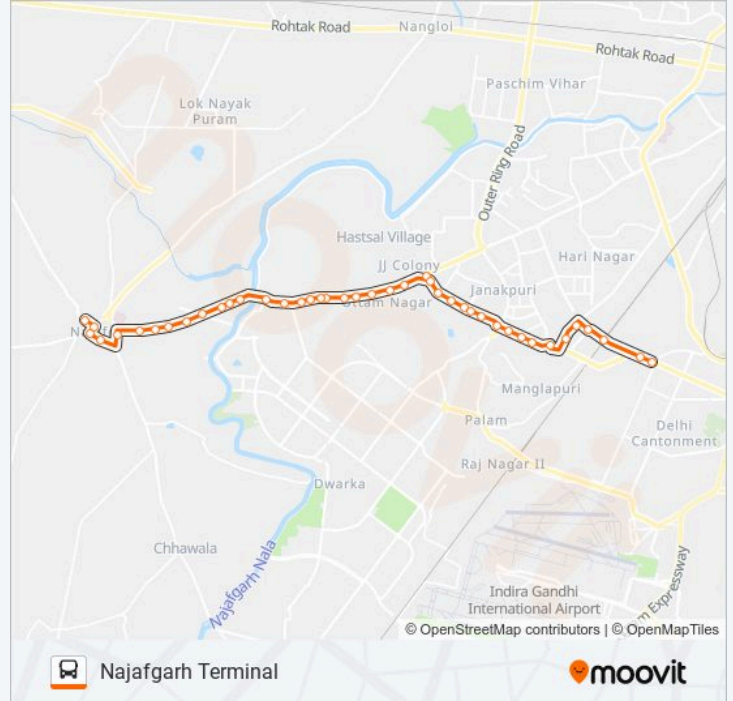 Rohtak Road
Nangloi
Rohtak Road
Paschim Vihar
Lok Nayak
Puram
Outer Ring Road
Hastsal Village
Hari Nagar
JJ Colony
Janakpuri
Uttam Nagar
Manglapuri
Palam
Delhi
Cantonment
Raj Nagar II
Dwarka
Chhawala
Najafgarh Nala
Indira Gandhi
International Airport
Expressway
© OpenStreetMap contributors | © OpenMapTiles
Najafgarh Terminal
moovit